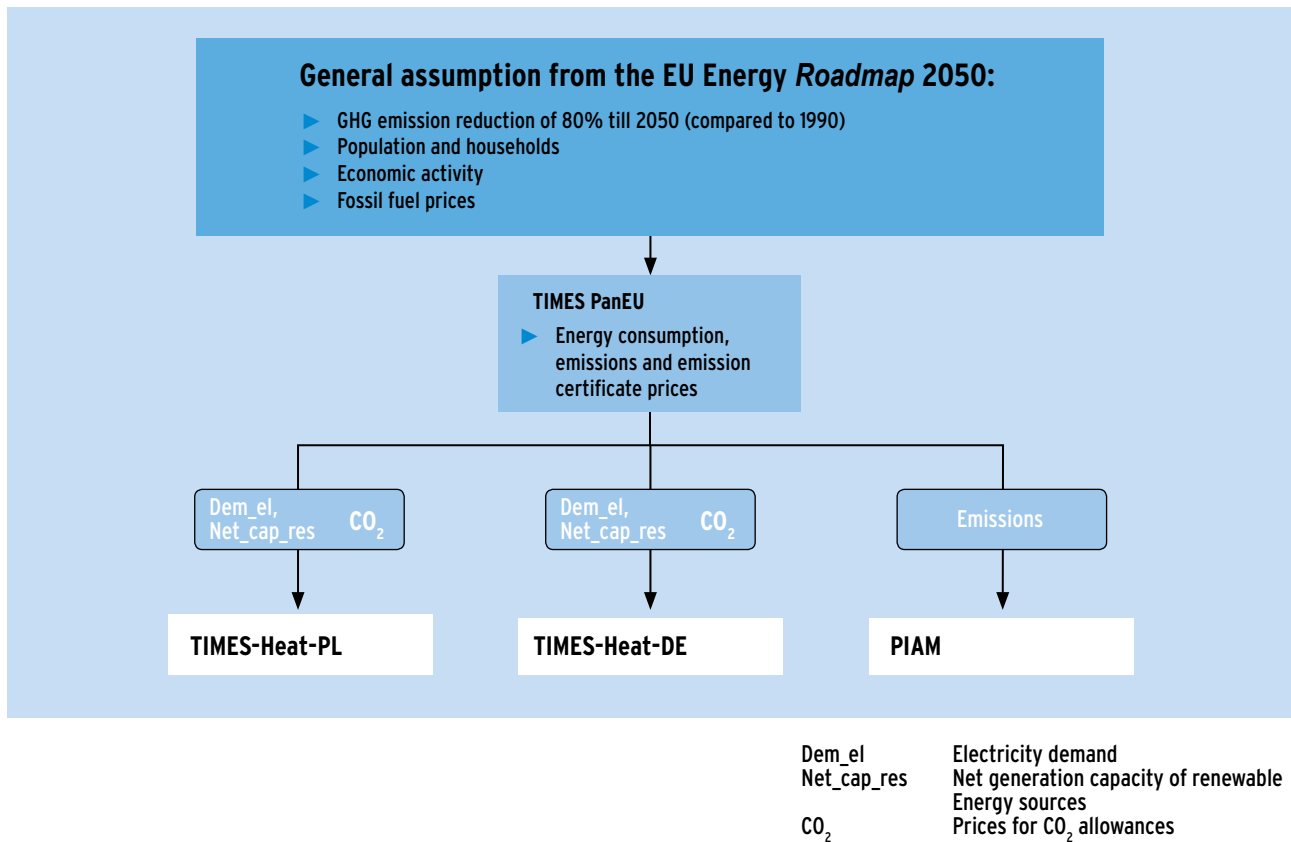 General assumption from the EU Energy Roadmap 2050:
► GHG emission reduction of 80% till 2050 (compared to 1990)
► Population and households
► Economic activity
► Fossil fuel prices
TIMES PanEU
► Energy consumption,
emissions and emission
certificate prices
Dem_el,
Net_cap_res CO₂
Dem_el,
Net_cap_res CO₂
Emissions
TIMES-Heat-PL
TIMES-Heat-DE
PIAM
Dem_el Electricity demand
Net_cap_res Net generation capacity of renewable
Energy sources
CO₂ Prices for CO₂ allowances